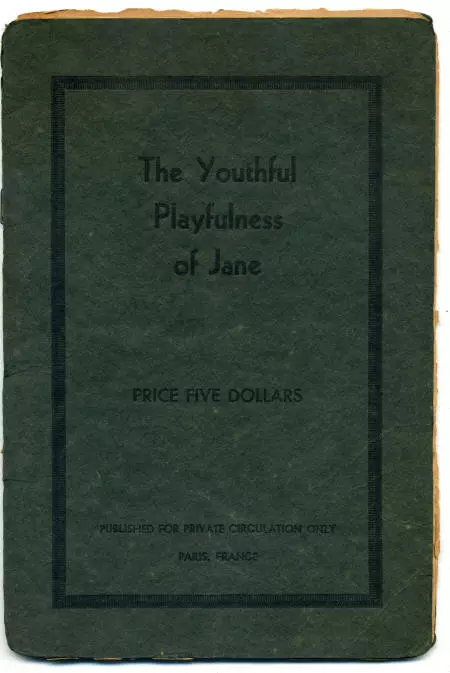 The Youthful
Playfulness
of Jane
PRICE FIVE DOLLARS
PUBLISHED FOR PRIVATE CIRCULATION ONLY
PARIS, FRANCE